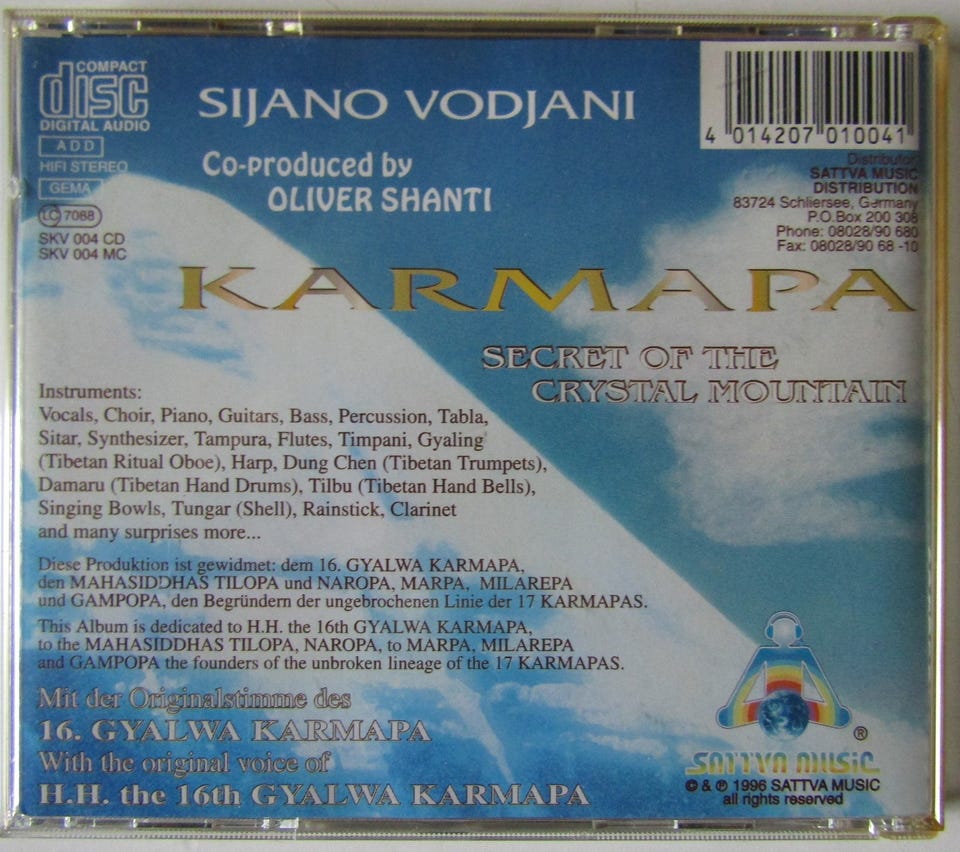 COMPACT
disc
DIGITAL AUDIO
ADD
HIFI STEREO
GEMA
LC 7088
SKV 004 CD
SKV 004 MC
SIJANO VODJANI
Co-produced by
OLIVER SHANTI
4 014207 010041
Distributor:
SATTVA MUSIC
DISTRIBUTION
83724 Schliersee, Germany
P.O.Box 200 308
Phone: 08028/90 680
Fax: 08028/90 68 -10
KARMAPA
SECRET OF THE
CRYSTAL MOUNTAIN
Instruments:
Vocals, Choir, Piano, Guitars, Bass, Percussion, Tabla,
Sitar, Synthesizer, Tampura, Flutes, Timpani, Gyaling
(Tibetan Ritual Oboe), Harp, Dung Chen (Tibetan Trumpets),
Damaru (Tibetan Hand Drums), Tilbu (Tibetan Hand Bells),
Singing Bowls, Tungar (Shell), Rainstick, Clarinet
and many surprises more...
Diese Produktion ist gewidmet: dem 16. GYALWA KARMAPA,
den MAHASIDDHAS TILOPA und NAROPA, MARPA, MILAREPA
und GAMPOPA, den Begründern der ungebrochenen Linie der 17 KARMAPAS.
This Album is dedicated to H.H. the 16th GYALWA KARMAPA,
to the MAHASIDDHAS TILOPA, NAROPA, to MARPA, MILAREPA
and GAMPOPA the founders of the unbroken lineage of the 17 KARMAPAS.
Mit der Originalstimme des
16. GYALWA KARMAPA
With the original voice of
H.H. the 16th GYALWA KARMAPA
®
SATTVA MUSIC
© & ℗ 1996 SATTVA MUSIC
all rights reserved